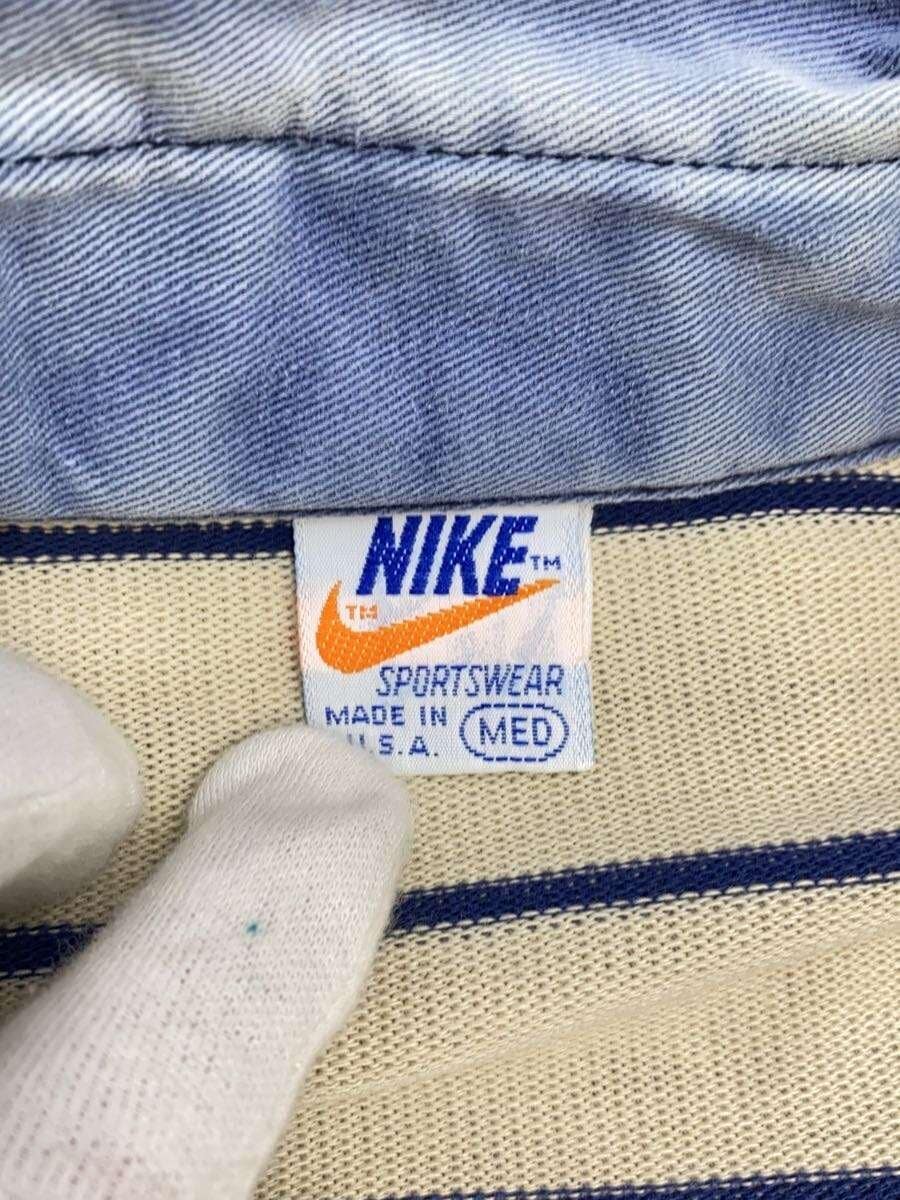 NIKE™
™
SPORTSWEAR
MADE IN
U.S.A.
MED